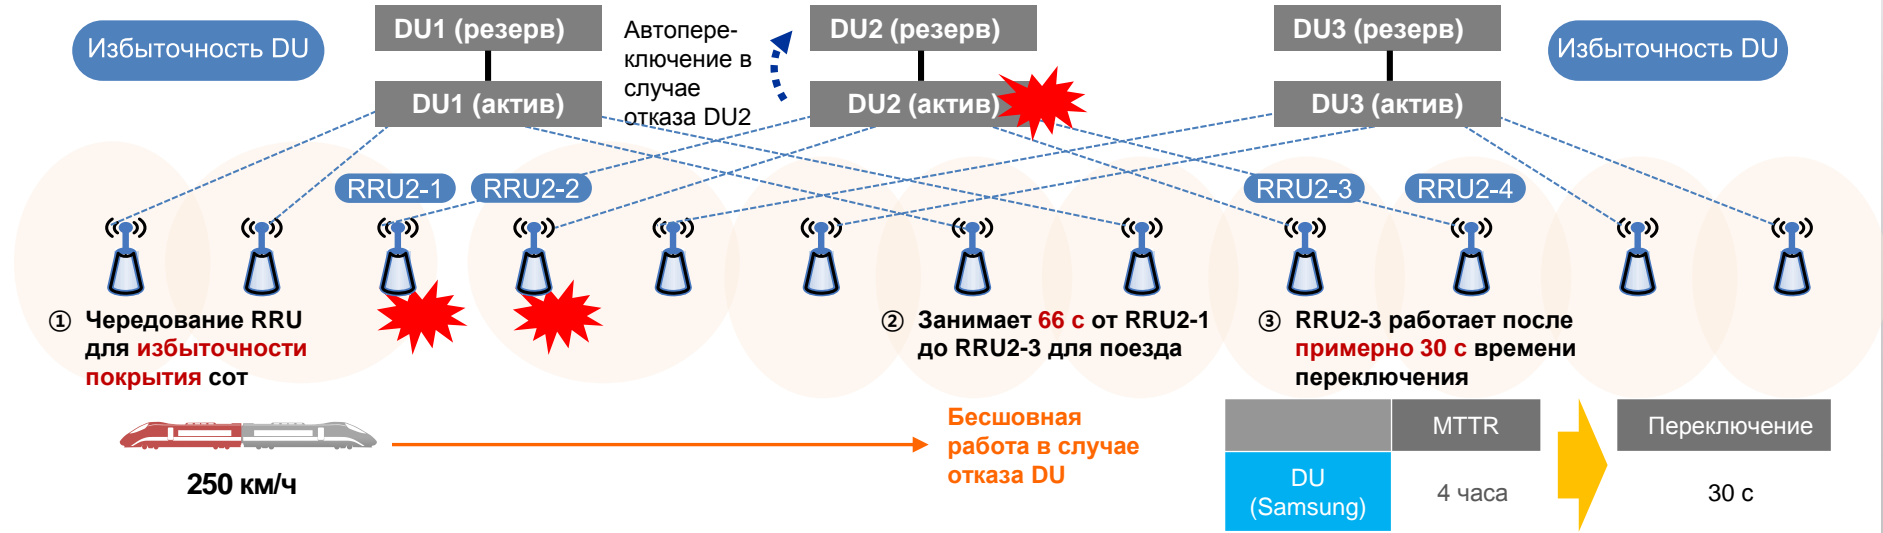 Избыточность DU
DU1 (резерв)
DU1 (актив)
Автопере-
ключение в
случае
отказа DU2
DU2 (резерв)
DU2 (актив)
DU3 (резерв)
DU3 (актив)
Избыточность DU
RRU2-1
RRU2-2
RRU2-3
RRU2-4
① Чередование RRU
для избыточности
покрытия сот
② Занимает 66 с от RRU2-1
до RRU2-3 для поезда
③ RRU2-3 работает после
примерно 30 с времени
переключения
250 км/ч
Бесшовная
работа в случае
отказа DU
MTTR
Переключение
DU
(Samsung)
4 часа
30 с